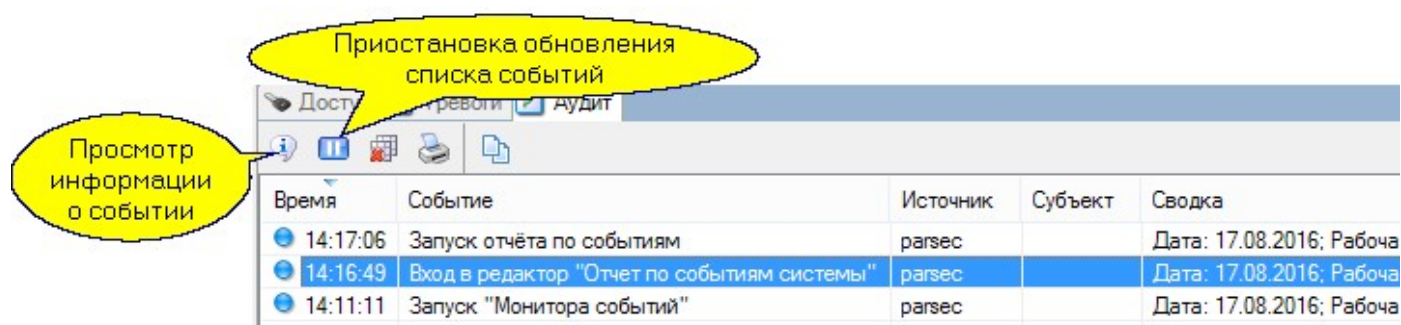 Приостановка обновления
списка событий
Просмотр
информации
о событии
Аудит
Время Событие Источник Субъект Сводка
14:17:06 Запуск отчёта по событиям parsec Дата: 17.08.2016; Рабоча
14:16:49 Вход в редактор "Отчет по событиям системы" parsec Дата: 17.08.2016; Рабоча
14:11:11 Запуск "Монитора событий" parsec Дата: 17.08.2016; Рабоча